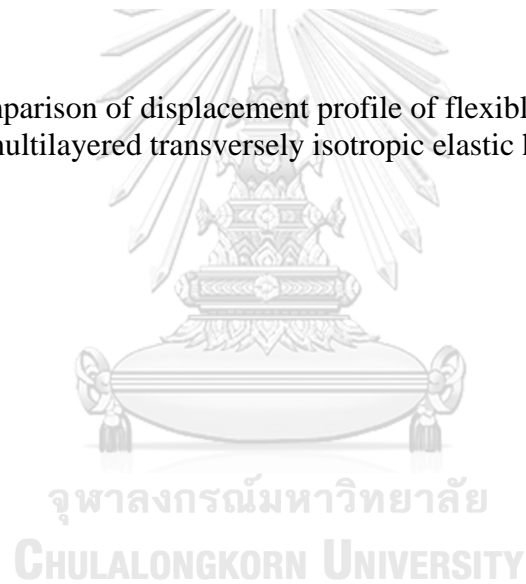 parison of displacement profile of flexibl
ultilayered transversely isotropic elastic
จุฬาลงกรณ์มหาวิทยาลัย
CHULALONGKORN UNIVERSITY